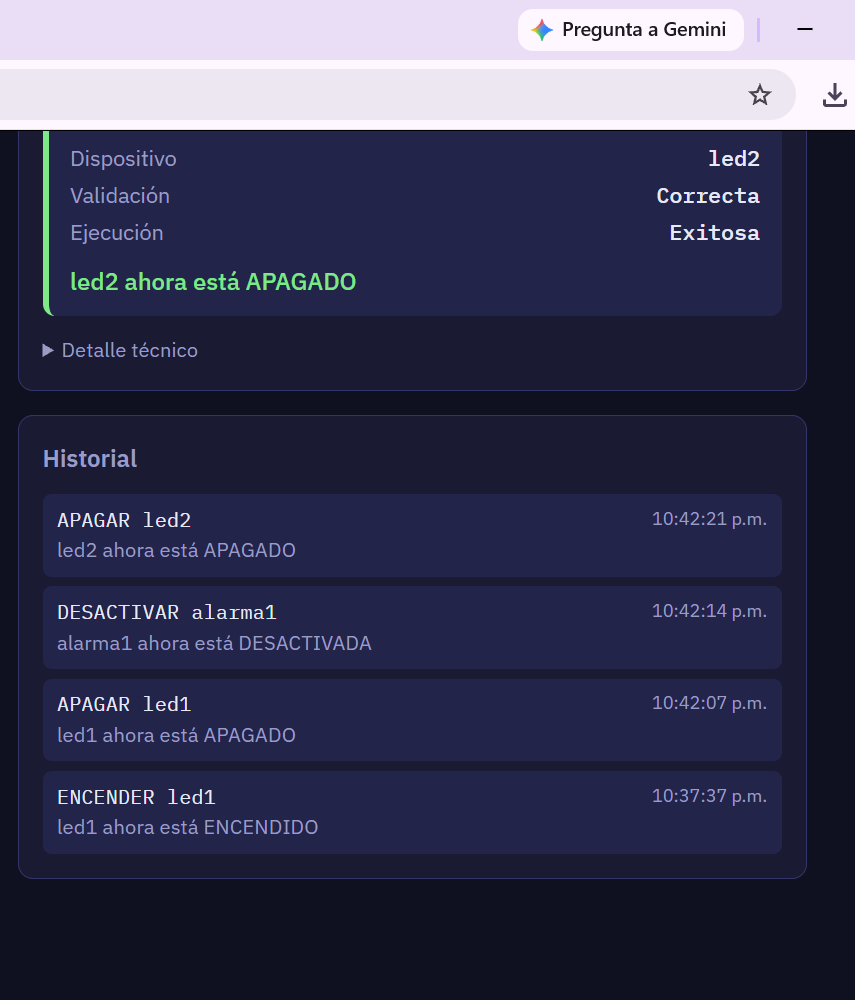 Pregunta a Gemini
Dispositivo led2
Validación Correcta
Ejecución Exitosa
led2 ahora está APAGADO
Detalle técnico
Historial
APAGAR led2 10:42:21 p.m.
led2 ahora está APAGADO
DESACTIVAR alarma1 10:42:14 p.m.
alarma1 ahora está DESACTIVADA
APAGAR led1 10:42:07 p.m.
led1 ahora está APAGADO
ENCENDER led1 10:37:37 p.m.
led1 ahora está ENCENDIDO